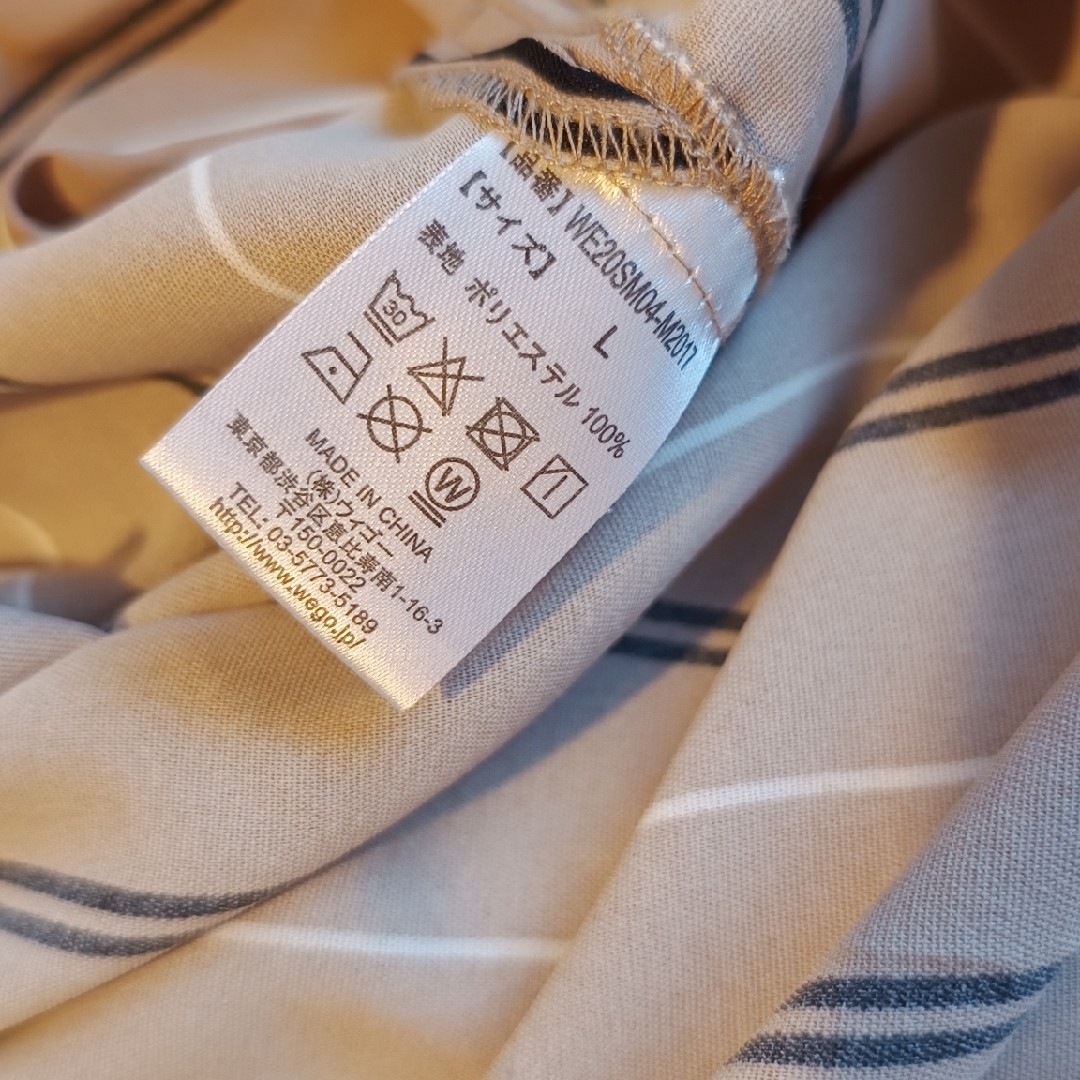 【品番】WE20SM04-M2017
【サイズ】 L
表地 ポリエステル 100%
30
W
MADE IN CHINA
(株)ウイゴー
〒150-0022
東京都渋谷区恵比寿南1-16-3
TEL: 03-5773-5189
http://www.wego.jp/